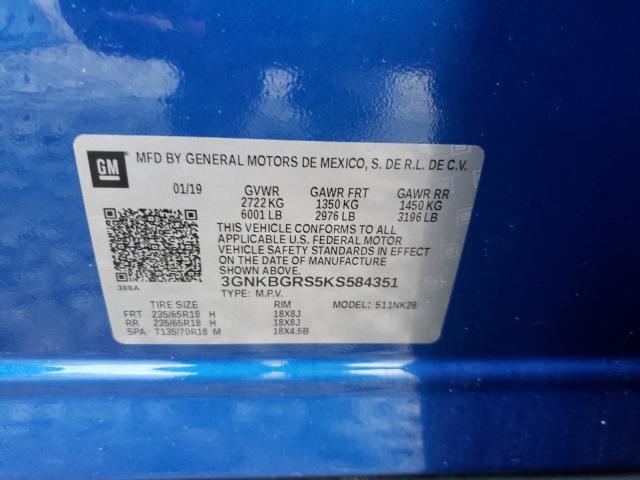 GM MFD BY GENERAL MOTORS DE MEXICO, S. DE R.L. DE C.V.
01/19 GVWR GAWR FRT GAWR RR
2722 KG 1350 KG 1450 KG
6001 LB 2976 LB 3196 LB
THIS VEHICLE CONFORMS TO ALL
APPLICABLE U.S. FEDERAL MOTOR
VEHICLE SAFETY STANDARDS IN EFFECT
ON THE DATE OF MANUFACTURE SHOWN ABOVE.
3GNKBGRS5KS584351
388A TYPE: M.P.V. MODEL: 511NK26
TIRE SIZE RIM
FRT 235/65R18 H 18X8J
RR 235/65R18 H 18X8J
SPA T135/70R18 M 18X4.5B